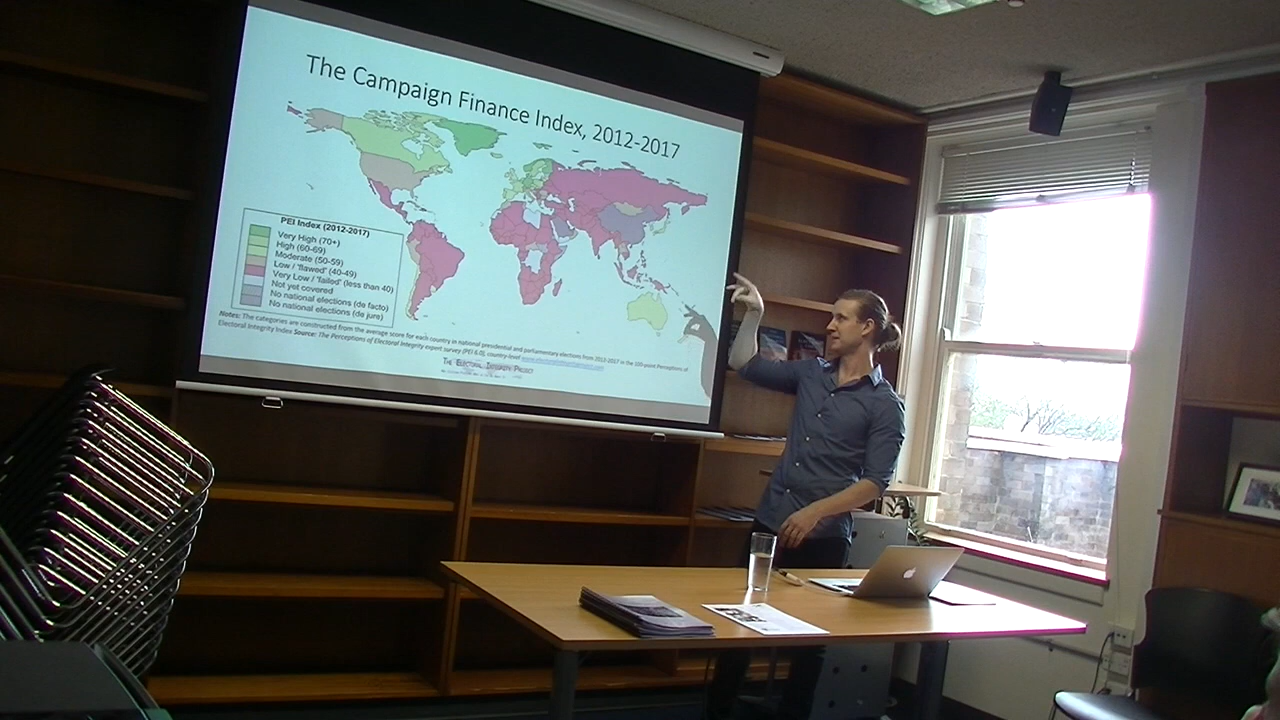 The Campaign Finance Index, 2012-2017
PEI Index (2012-2017)
Very High (70+)
High (60-69)
Moderate (50-59)
Low / 'flawed' (40-49)
Very Low / 'failed' (less than 40)
Not yet covered
No national elections (de facto)
No national elections (de jure)
Notes: The categories are constructed from the average score for each country in national presidential and parliamentary elections from 2012-2017 in the 100-point Perceptions of
Electoral Integrity Index Source: The Perceptions of Electoral Integrity expert survey (PEI 6.0), country-level
The Electoral Integrity Project